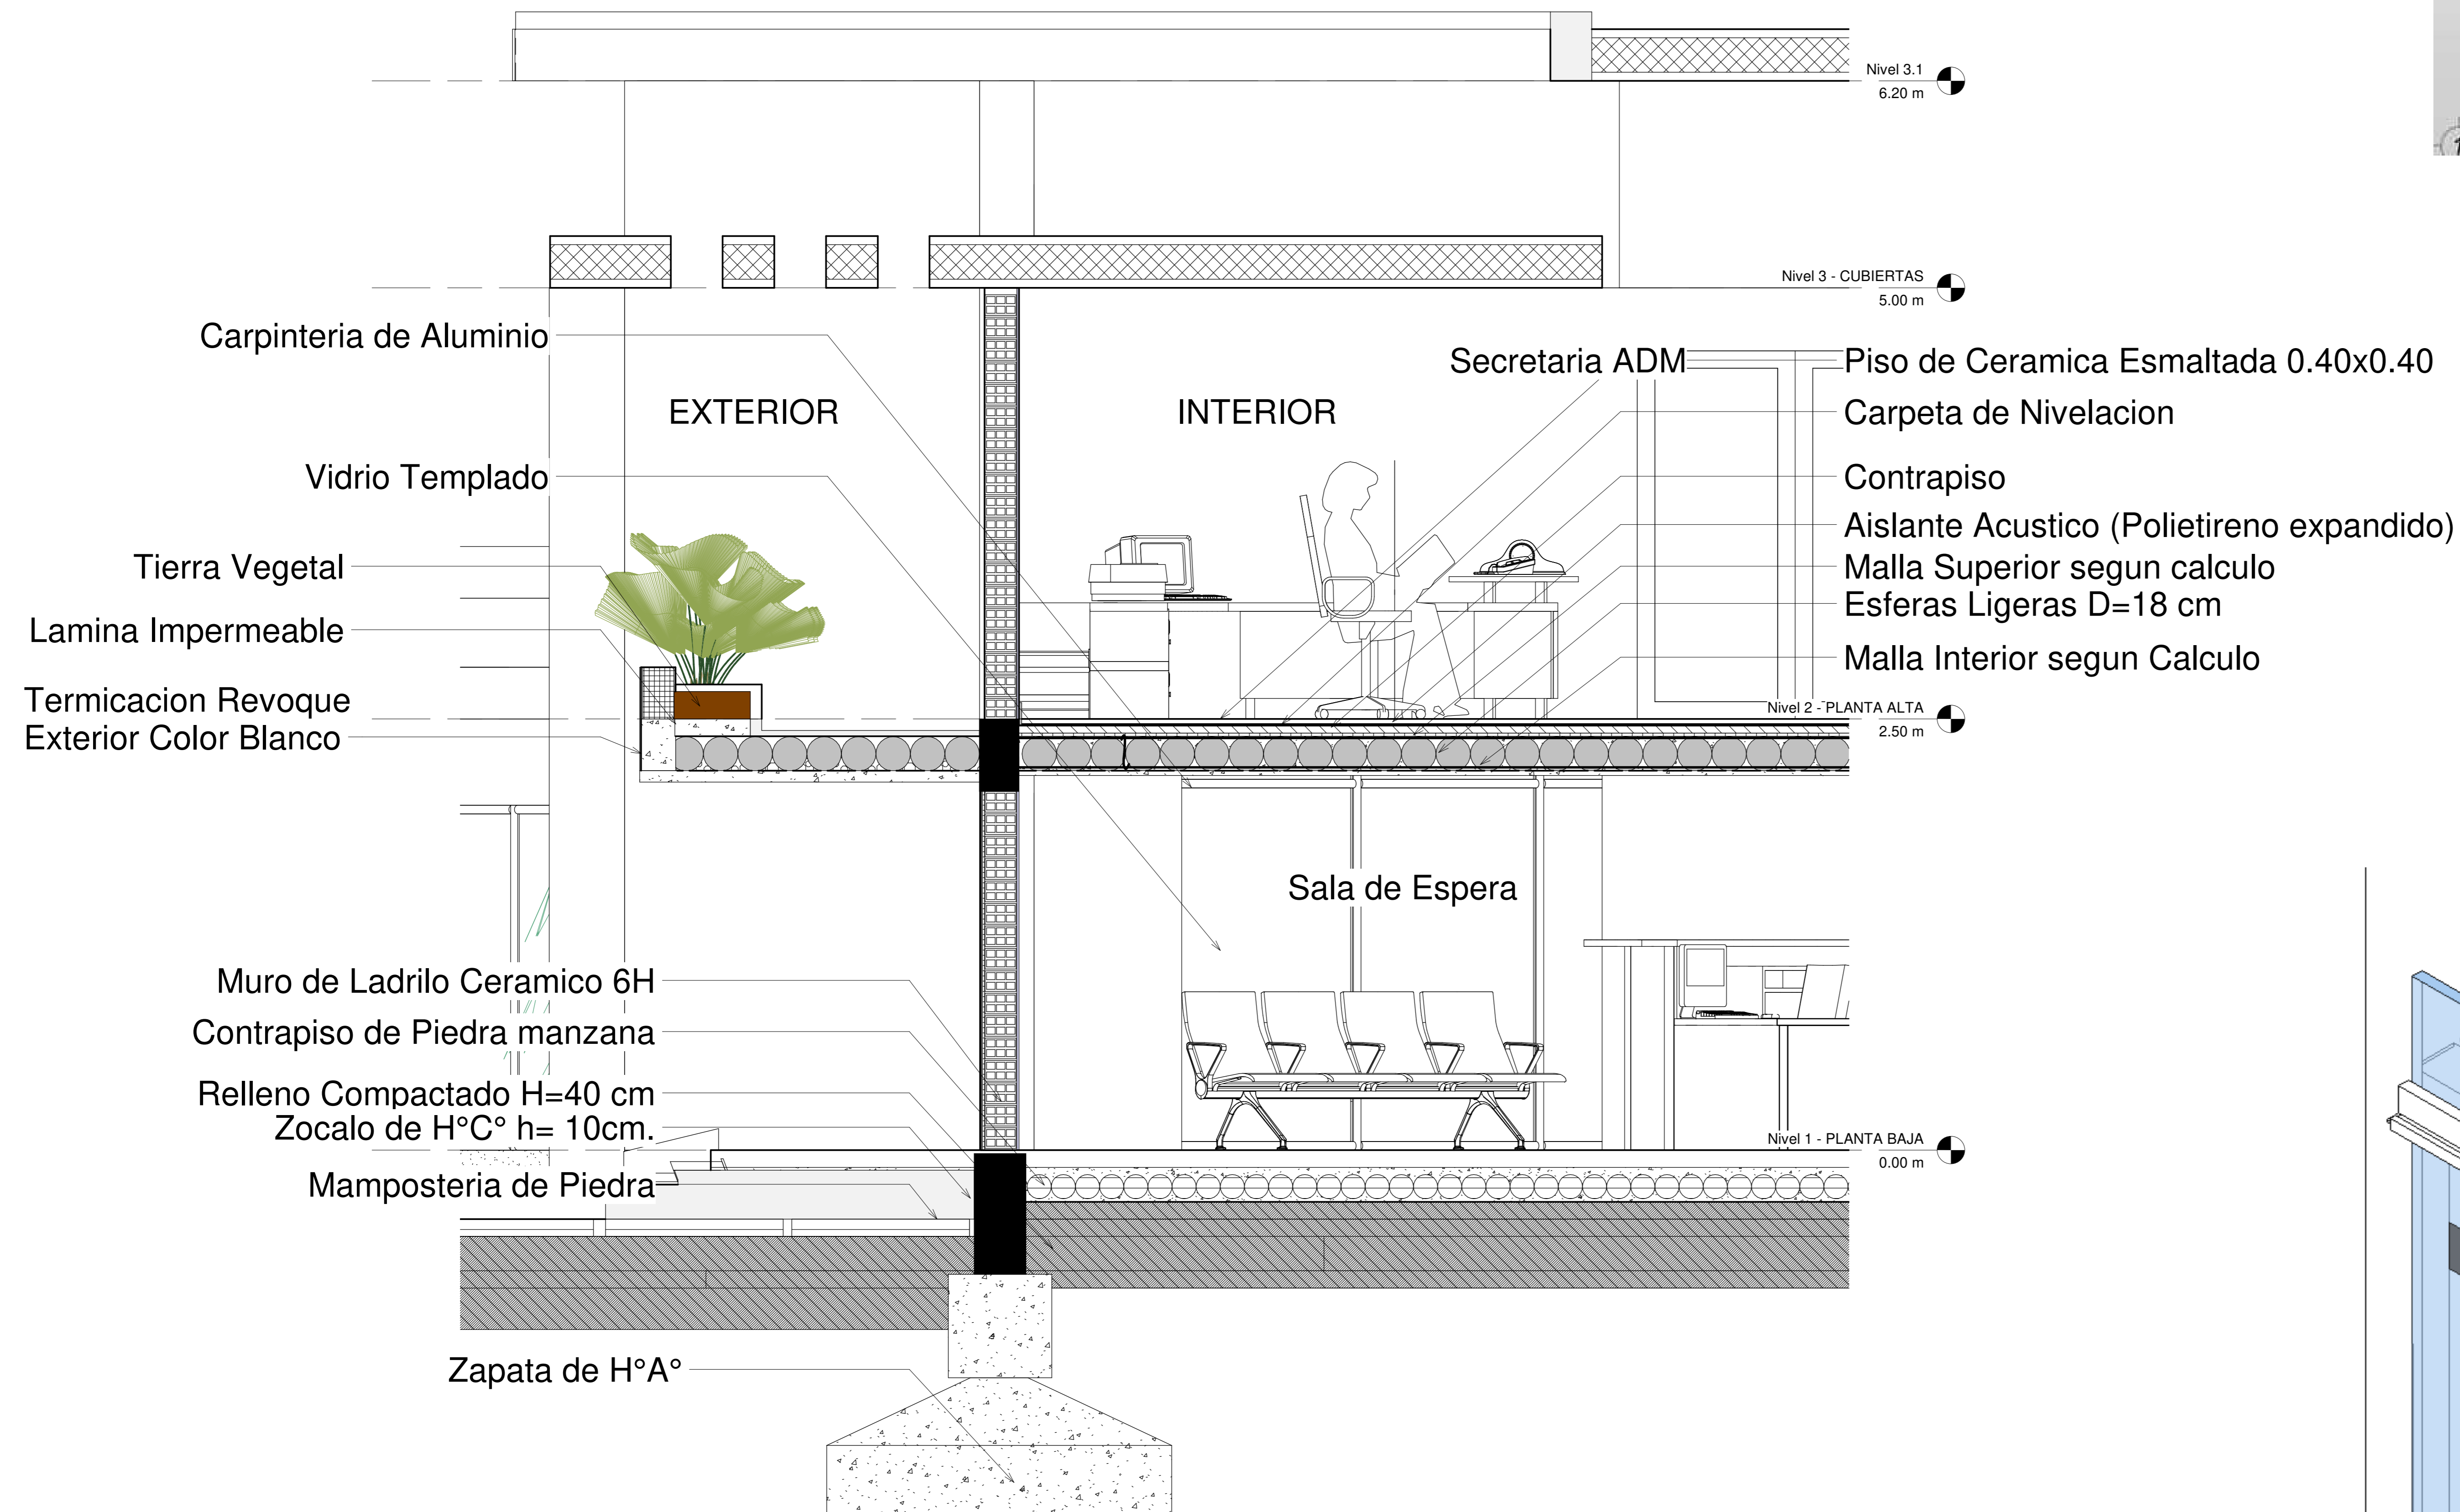 Nivel 3.1
6.20 m
Nivel 3 - CUBIERTAS
5.00 m
Carpinteria de Aluminio
Secretaria ADM
Piso de Ceramica Esmaltada 0.40x0.40
EXTERIOR
INTERIOR
Carpeta de Nivelacion
Vidrio Templado
Contrapiso
Aislante Acustico (Polietireno expandido)
Tierra Vegetal
Malla Superior segun calculo
Esferas Ligeras D=18 cm
Lamina Impermeable
Malla Interior segun Calculo
Termicacion Revoque
Exterior Color Blanco
Nivel 2 - PLANTA ALTA
2.50 m
Sala de Espera
Muro de Ladrilo Ceramico 6H
Contrapiso de Piedra manzana
Relleno Compactado H=40 cm
Zocalo de H°C° h= 10cm.
Nivel 1 - PLANTA BAJA
0.00 m
Mamposteria de Piedra
Zapata de H°A°